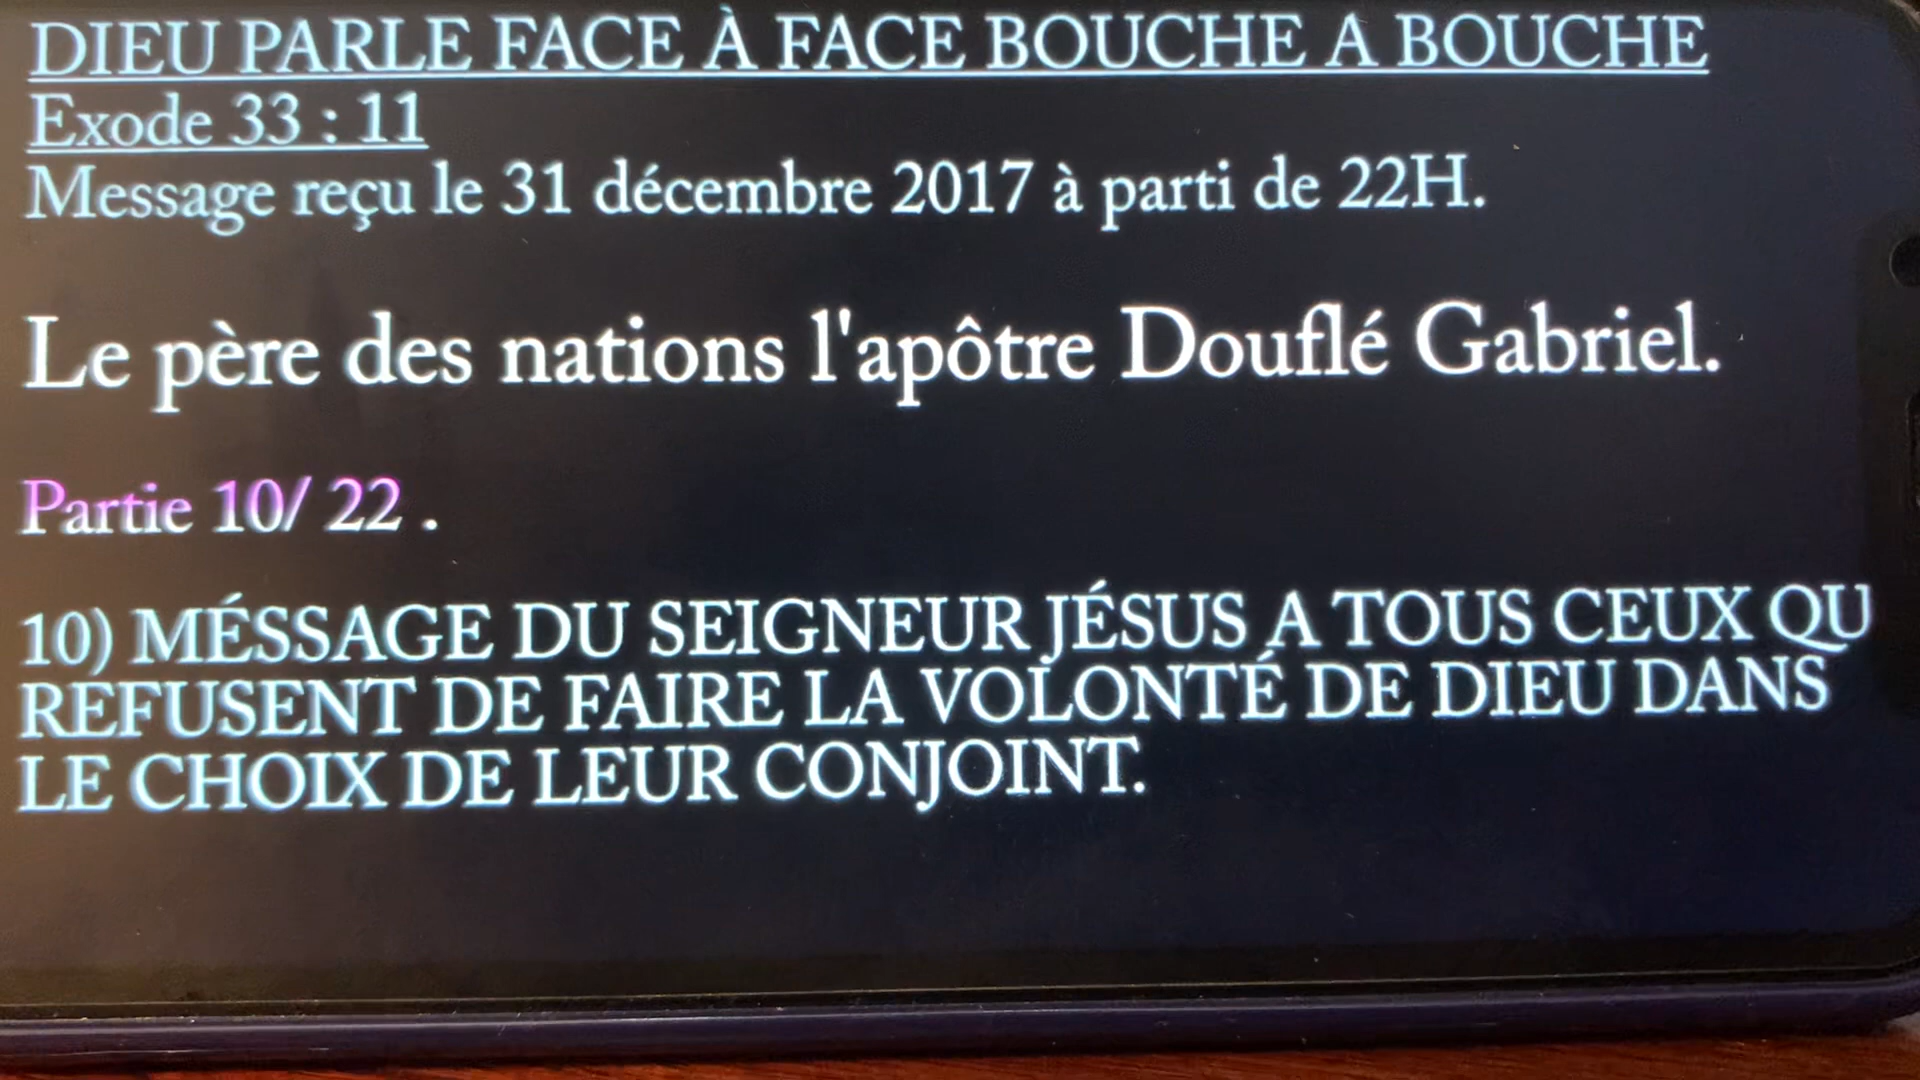 DIEU PARLE FACE À FACE BOUCHE A BOUCHE
Exode 33 : 11
Message reçu le 31 décembre 2017 à parti de 22H.
Le père des nations l'apôtre Douflé Gabriel.
Partie 10/ 22 .
10) MÉSSAGE DU SEIGNEUR JÉSUS A TOUS CEUX QU
REFUSENT DE FAIRE LA VOLONTÉ DE DIEU DANS
LE CHOIX DE LEUR CONJOINT.